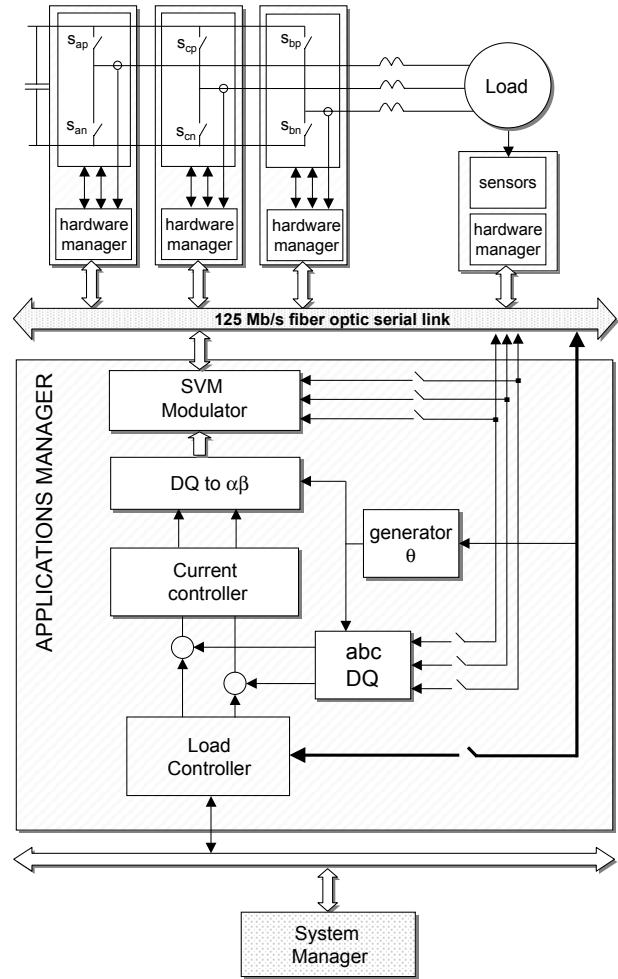 Sap
Scp
Sbp
Load
San
Scn
Sbn
sensors
hardware
manager
hardware
manager
hardware
manager
hardware
manager
125 Mb/s fiber optic serial link
APPLICATIONS MANAGER
SVM
Modulator
DQ to αβ
generator
θ
Current
controller
abc
DQ
Load
Controller
System
Manager